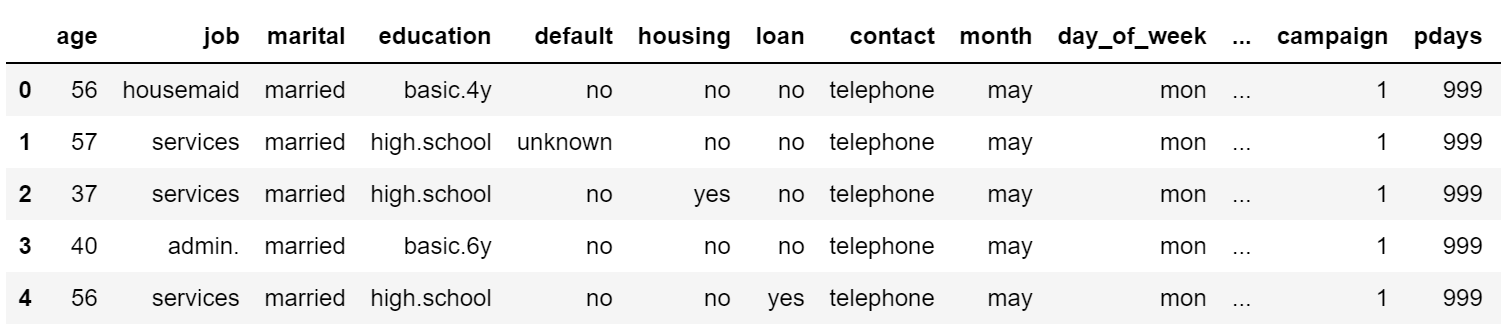 age job marital education default housing loan contact month day_of_week ... campaign pdays
0 56 housemaid married basic.4y no no no telephone may mon ... 1 999
1 57 services married high.school unknown no no telephone may mon ... 1 999
2 37 services married high.school no yes no telephone may mon ... 1 999
3 40 admin. married basic.6y no no no telephone may mon ... 1 999
4 56 services married high.school no no yes telephone may mon ... 1 999